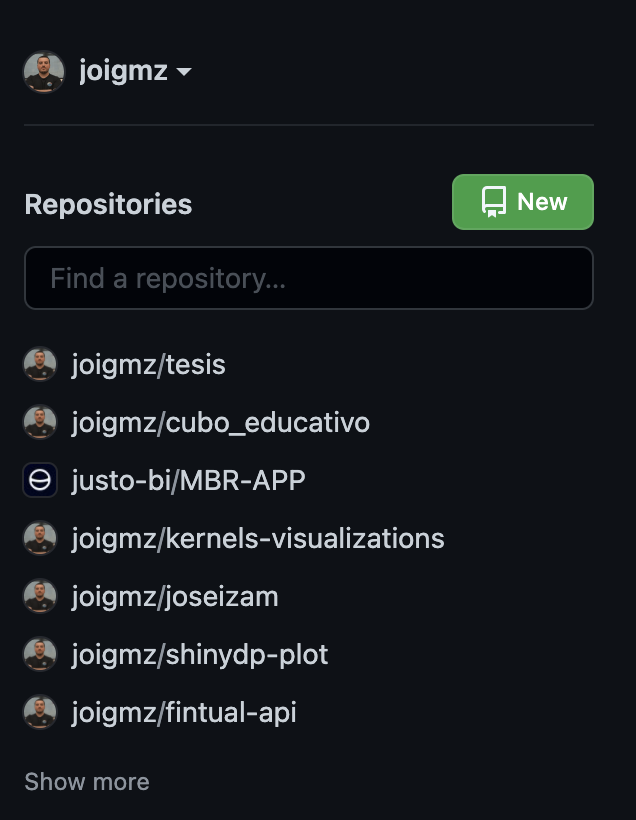 joigmz
Repositories
New
Find a repository...
joigmz/tesis
joigmz/cubo_educativo
justo-bi/MBR-APP
joigmz/kernels-visualizations
joigmz/joseizam
joigmz/shinydp-plot
joigmz/fintual-api
Show more